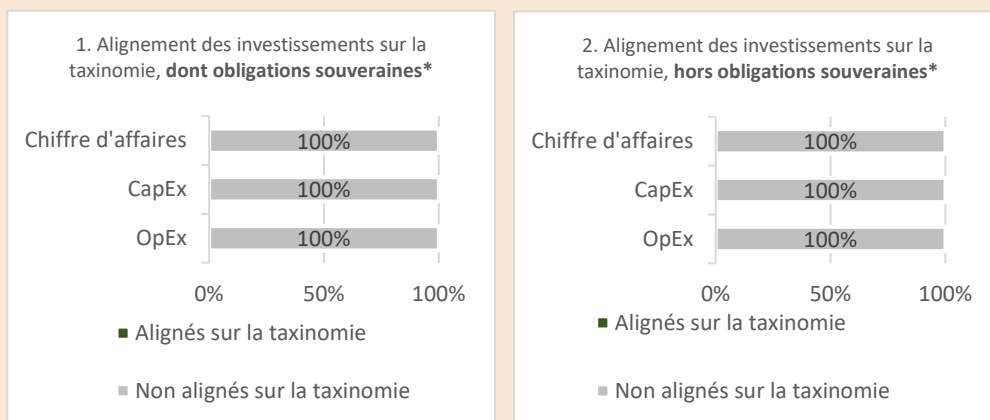 1. Alignement des investissements sur la
taxinomie, dont obligations souveraines*
Chiffre d'affaires
100%
CapEx
100%
OpEx
100%
0%
50%
100%
Alignés sur la taxinomie
Non alignés sur la taxinomie
2. Alignement des investissements sur la
taxinomie, hors obligations souveraines*
Chiffre d'affaires
100%
CapEx
100%
OpEx
100%
0%
50%
100%
Alignés sur la taxinomie
Non alignés sur la taxinomie